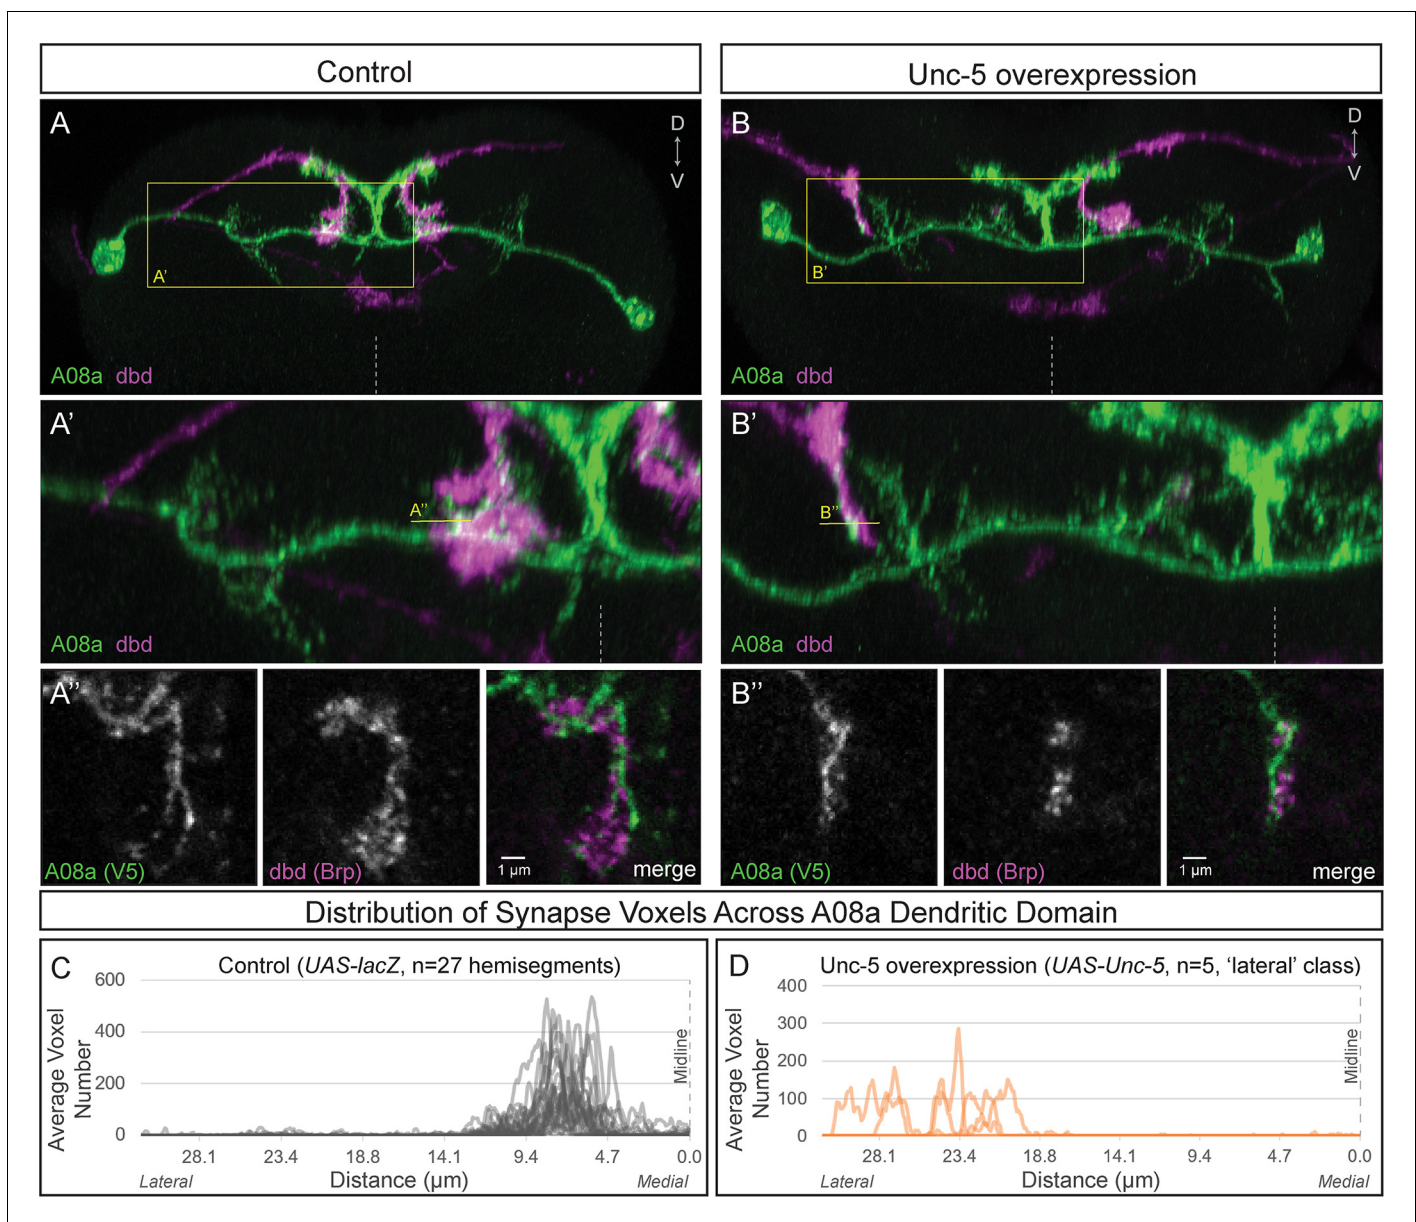 Control
Unc-5 overexpression
A
D
V
A’
A08a dbd
B
D
V
B’
A08a dbd
A’
A’’
A08a dbd
B’
B’’
A08a dbd
A’’
A08a (V5)
dbd (Brp)
1 µm
merge
B’’
A08a (V5)
dbd (Brp)
1 µm
merge
Distribution of Synapse Voxels Across A08a Dendritic Domain
C
Control (UAS-lacZ, n=27 hemisegments)
Average Voxel
Number
600
400
200
0
Midline
28.1 23.4 18.8 14.1 9.4 4.7 0.0
Lateral Distance (µm) Medial
D
Unc-5 overexpression (UAS-Unc-5, n=5, ‘lateral’ class)
Average Voxel
Number
400
300
200
100
0
Midline
28.1 23.4 18.8 14.1 9.4 4.7 0.0
Lateral Distance (µm) Medial